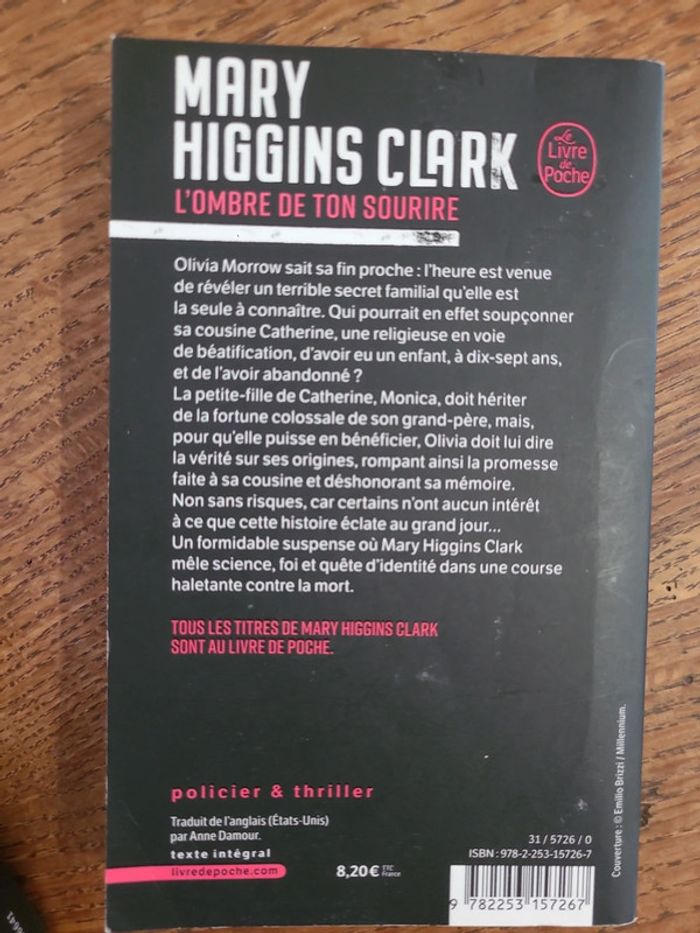 MARY
HIGGINS CLARK
Le
Livre
de
Poche
L'OMBRE DE TON SOURIRE
Olivia Morrow sait sa fin proche : l'heure est venue
de révéler un terrible secret familial qu'elle est
la seule à connaître. Qui pourrait en effet soupçonner
sa cousine Catherine, une religieuse en voie
de béatification, d'avoir eu un enfant, à dix-sept ans,
et de l'avoir abandonné ?
La petite-fille de Catherine, Monica, doit hériter
de la fortune colossale de son grand-père, mais,
pour qu'elle puisse en bénéficier, Olivia doit lui dire
la vérité sur ses origines, rompant ainsi la promesse
faite à sa cousine et déshonorant sa mémoire.
Non sans risques, car certains n'ont aucun intérêt
à ce que cette histoire éclate au grand jour...
Un formidable suspense où Mary Higgins Clark
mêle science, foi et quête d'identité dans une course
haletante contre la mort.
TOUS LES TITRES DE MARY HIGGINS CLARK
SONT AU LIVRE DE POCHE.
policier & thriller
Traduit de l'anglais (États-Unis)
par Anne Damour.
texte intégral
livredepoche.com
8,20 € TTC
France
31 / 5726 / 0
ISBN : 978-2-253-15726-7
9 782253 157267
Couverture : © Emilio Brizzi / Millennium.